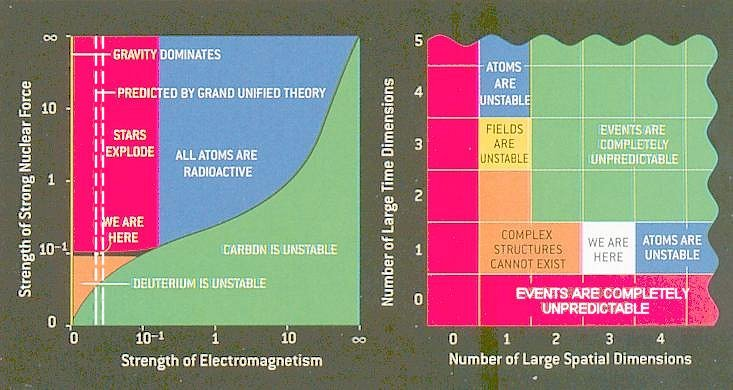 ∞
10
1
10⁻¹
0
Strength of Strong Nuclear Force
GRAVITY DOMINATES
PREDICTED BY GRAND UNIFIED THEORY
STARS
EXPLODE
ALL ATOMS ARE
RADIOACTIVE
WE ARE
HERE
CARBON IS UNSTABLE
DEUTERIUM IS UNSTABLE
0
10⁻¹
1
10
∞
Strength of Electromagnetism
5
4
3
2
1
0
Number of Large Time Dimensions
ATOMS
ARE
UNSTABLE
FIELDS
ARE
UNSTABLE
EVENTS ARE
COMPLETELY
UNPREDICTABLE
COMPLEX
STRUCTURES
CANNOT EXIST
WE ARE
HERE
ATOMS ARE
UNSTABLE
EVENTS ARE COMPLETELY
UNPREDICTABLE
0
1
2
3
4
Number of Large Spatial Dimensions